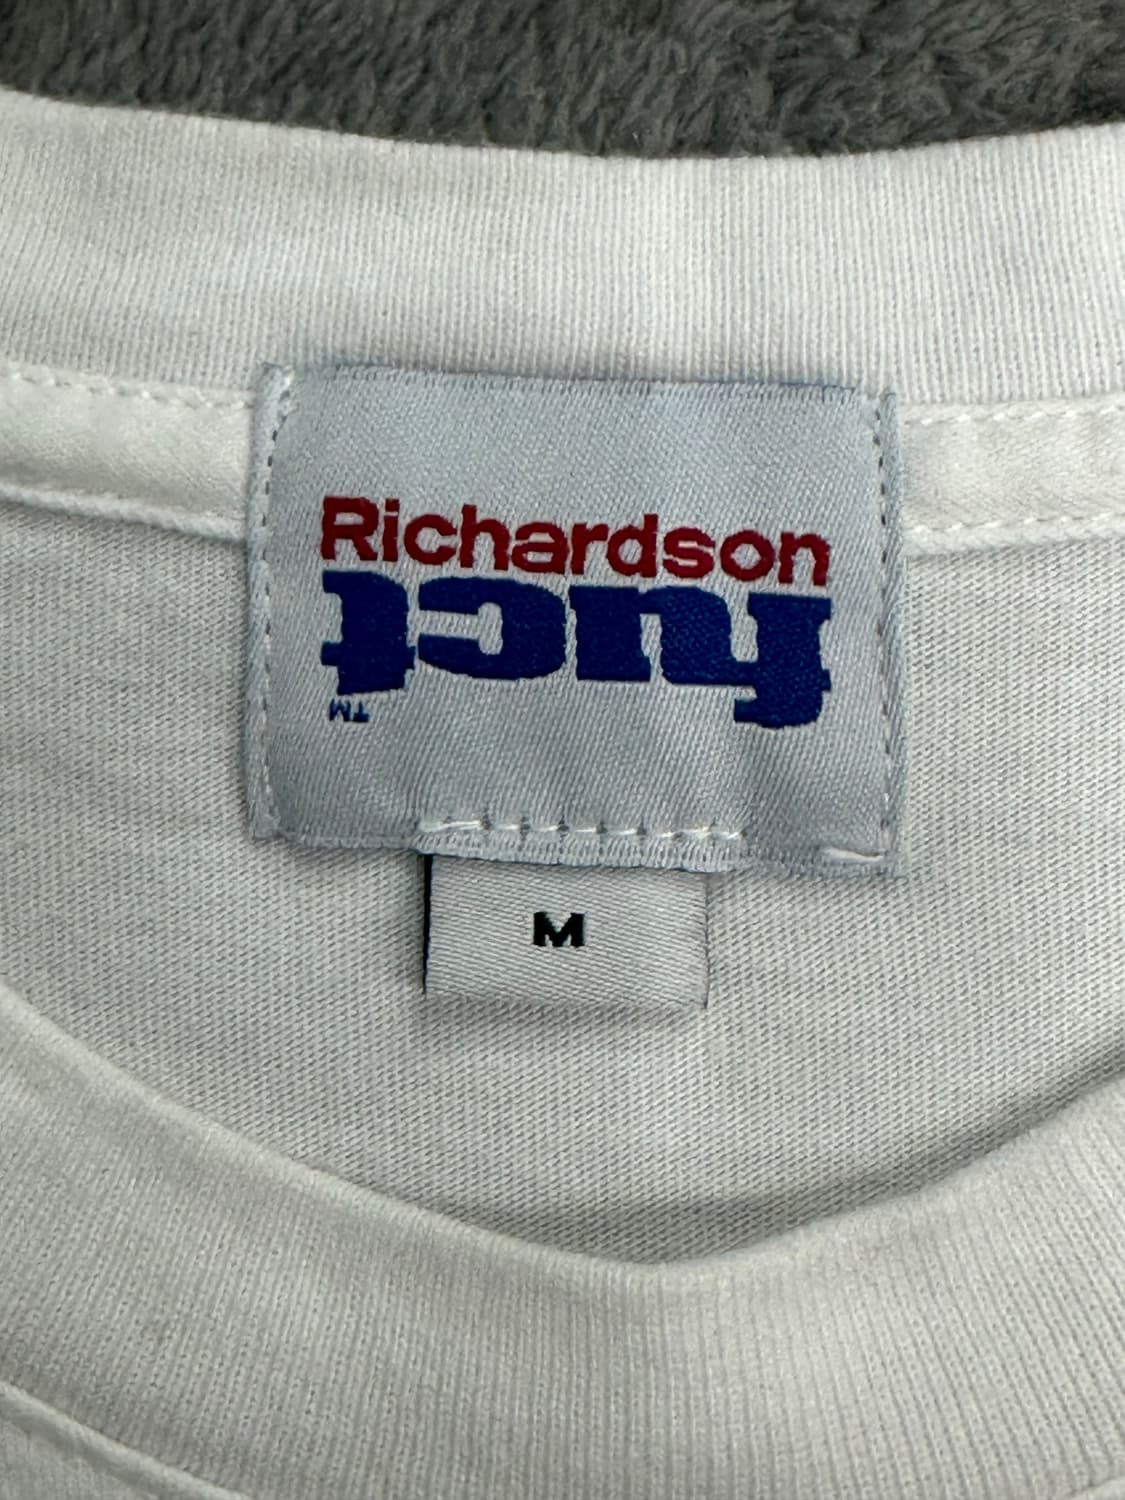 Richardson
fuct
™
M